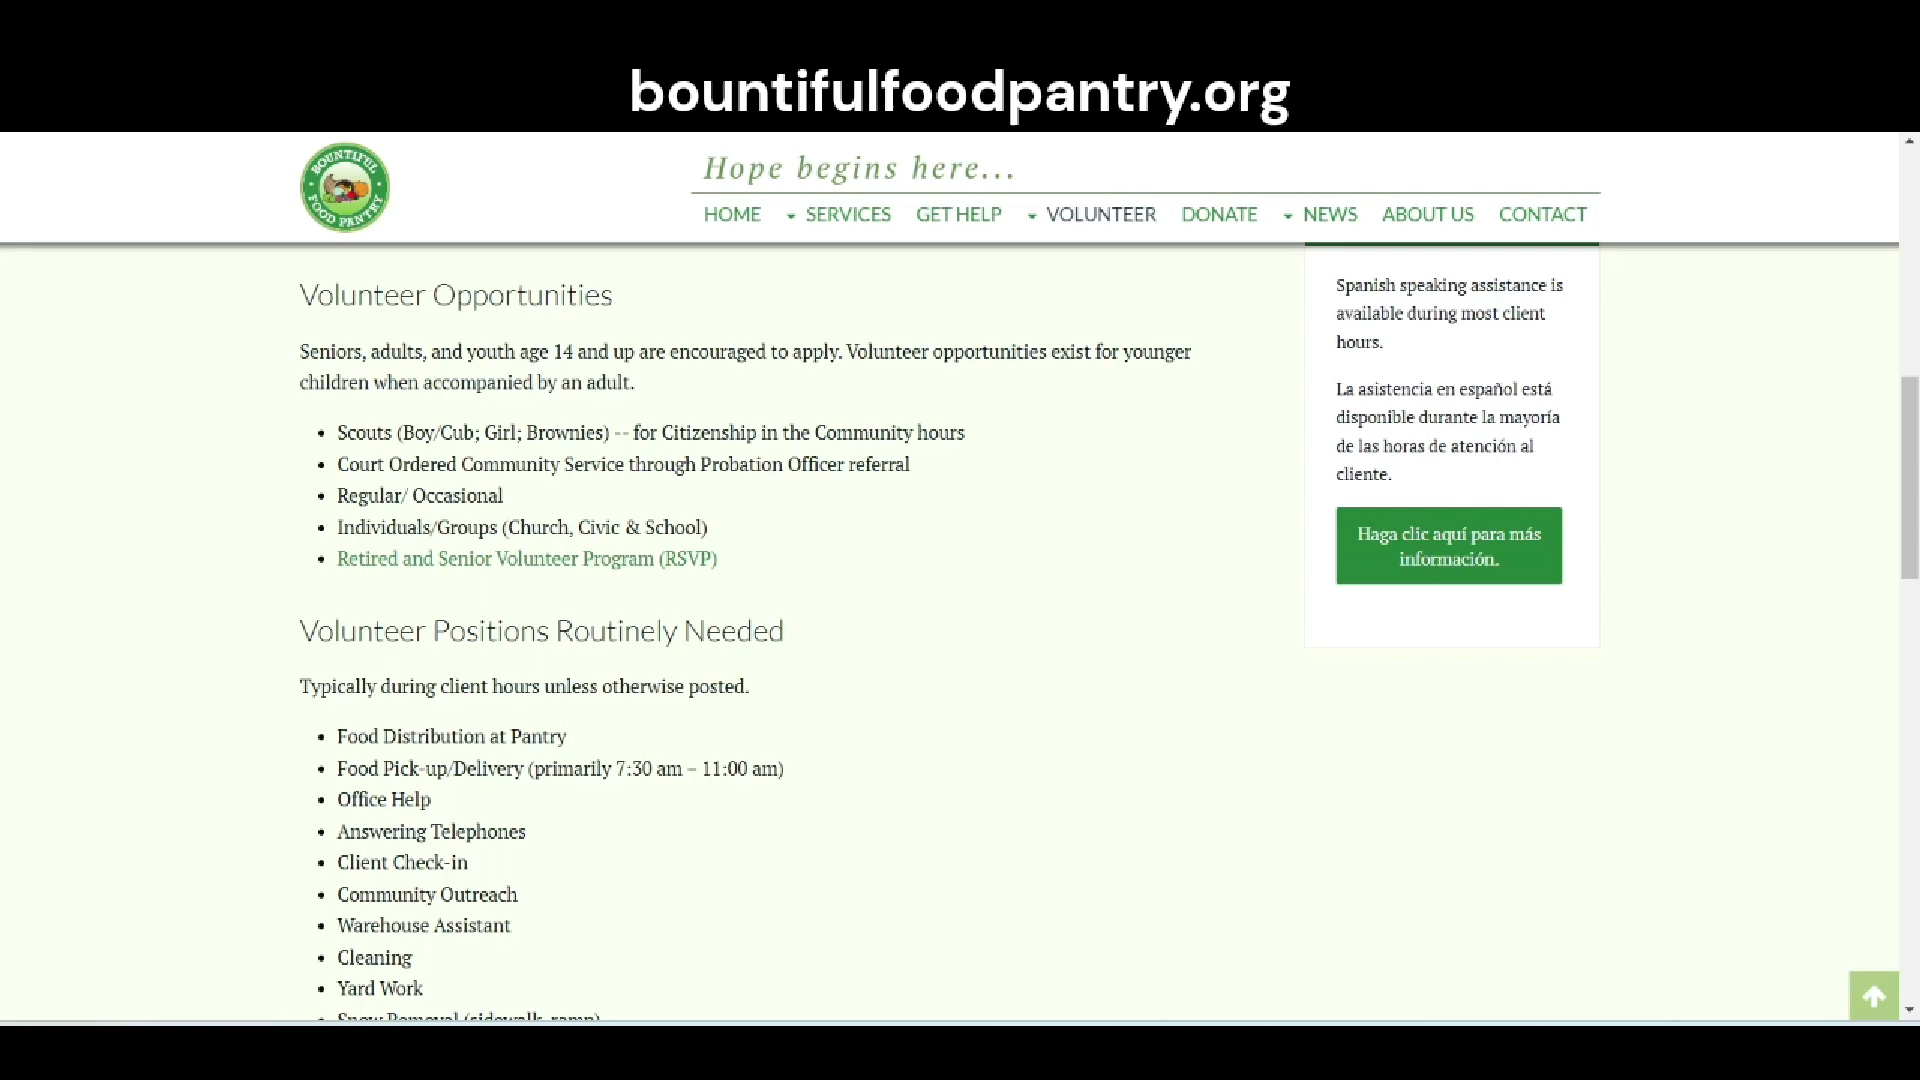 bountifulfoodpantry.org
BOUNTIFUL
FOOD PANTRY
Hope begins here...
HOME SERVICES GET HELP VOLUNTEER DONATE NEWS ABOUT US CONTACT
Volunteer Opportunities
Seniors, adults, and youth age 14 and up are encouraged to apply. Volunteer opportunities exist for younger
children when accompanied by an adult.
• Scouts (Boy/Cub; Girl; Brownies) -- for Citizenship in the Community hours
• Court Ordered Community Service through Probation Officer referral
• Regular/ Occasional
• Individuals/Groups (Church, Civic & School)
• Retired and Senior Volunteer Program (RSVP)
Volunteer Positions Routinely Needed
Typically during client hours unless otherwise posted.
• Food Distribution at Pantry
• Food Pick-up/Delivery (primarily 7:30 am – 11:00 am)
• Office Help
• Answering Telephones
• Client Check-in
• Community Outreach
• Warehouse Assistant
• Cleaning
• Yard Work
• Snow Removal (sidewalk, ramp)
Spanish speaking assistance is
available during most client
hours.
La asistencia en español está
disponible durante la mayoría
de las horas de atención al
cliente.
Haga clic aquí para más
información.